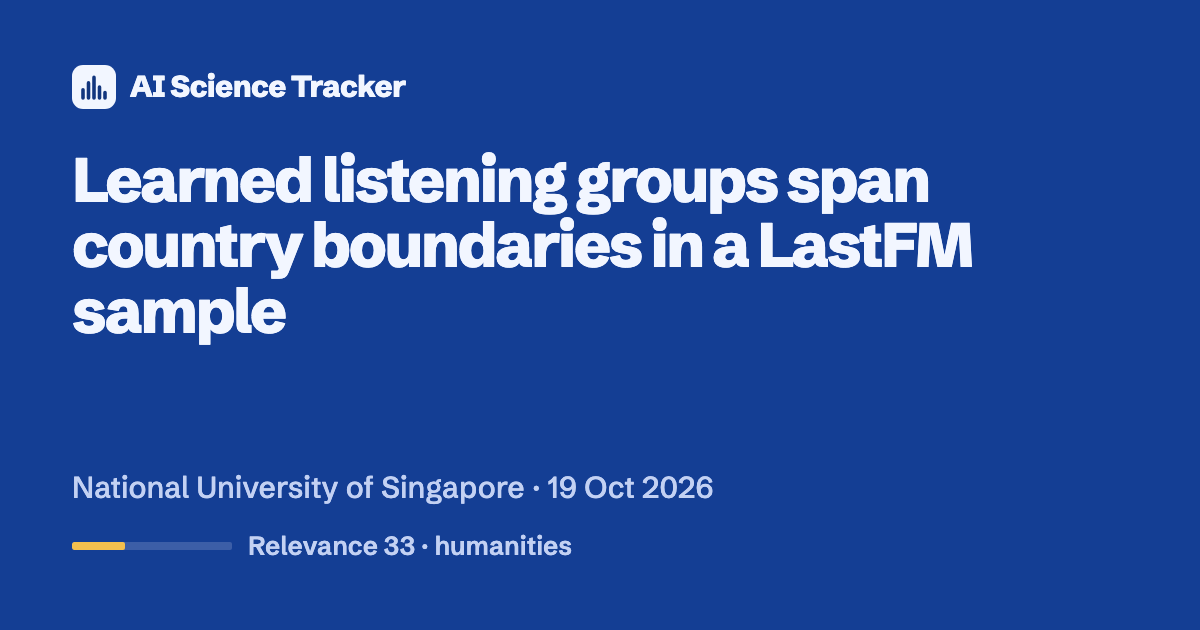 AI Science Tracker
Learned listening groups span
country boundaries in a LastFM
sample
National University of Singapore · 19 Oct 2026
Relevance 33 · humanities